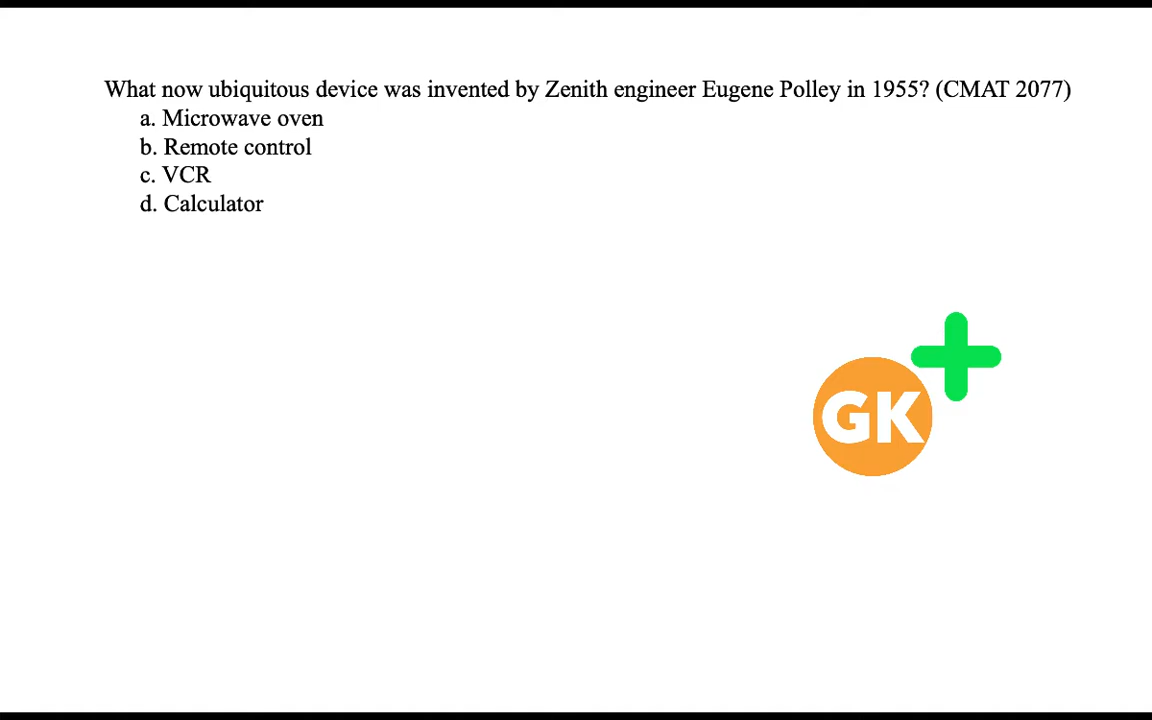 What now ubiquitous device was invented by Zenith engineer Eugene Polley in 1955? (CMAT 2077)
a. Microwave oven
b. Remote control
c. VCR
d. Calculator
GK